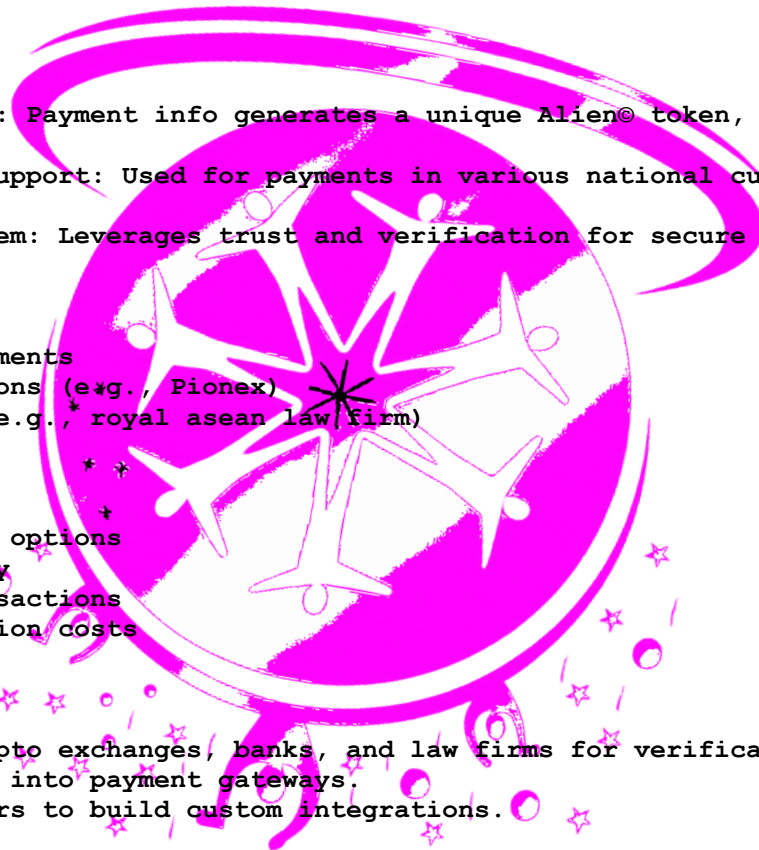 : Payment info generates a unique Alien© token,
upport: Used for payments in various national cu
em: Leverages trust and verification for secure
ments
ons (e.g., Pionex)
e.g., royal asean law firm)
options
y
sactions
ion costs
pto exchanges, banks, and law firms for verifica
into payment gateways.
rs to build custom integrations.